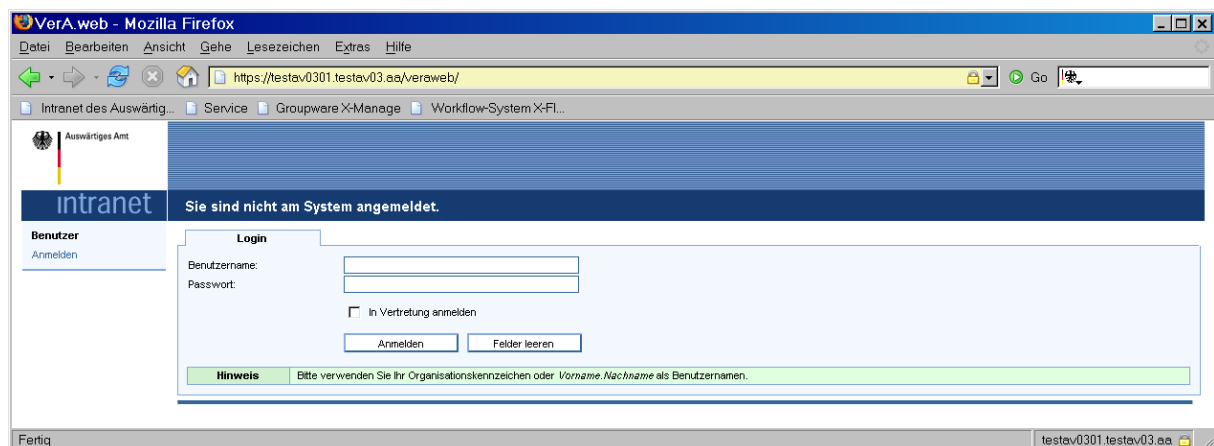 VerA.web - Mozilla Firefox
Datei Bearbeiten Ansicht Gehe Lesezeichen Extras Hilfe
https://testav0301.testav03.aa/veraweb/ Go
Intranet des Auswärtig... Service Groupware X-Manage Workflow-System X-Fl...
Auswärtiges Amt
intranet
Sie sind nicht am System angemeldet.
Benutzer
Anmelden
Login
Benutzername:
Passwort:
In Vertretung anmelden
Anmelden Felder leeren
Hinweis Bitte verwenden Sie Ihr Organisationskennzeichen oder Vorname.Nachname als Benutzernamen.
Fertig testav0301.testav03.aa